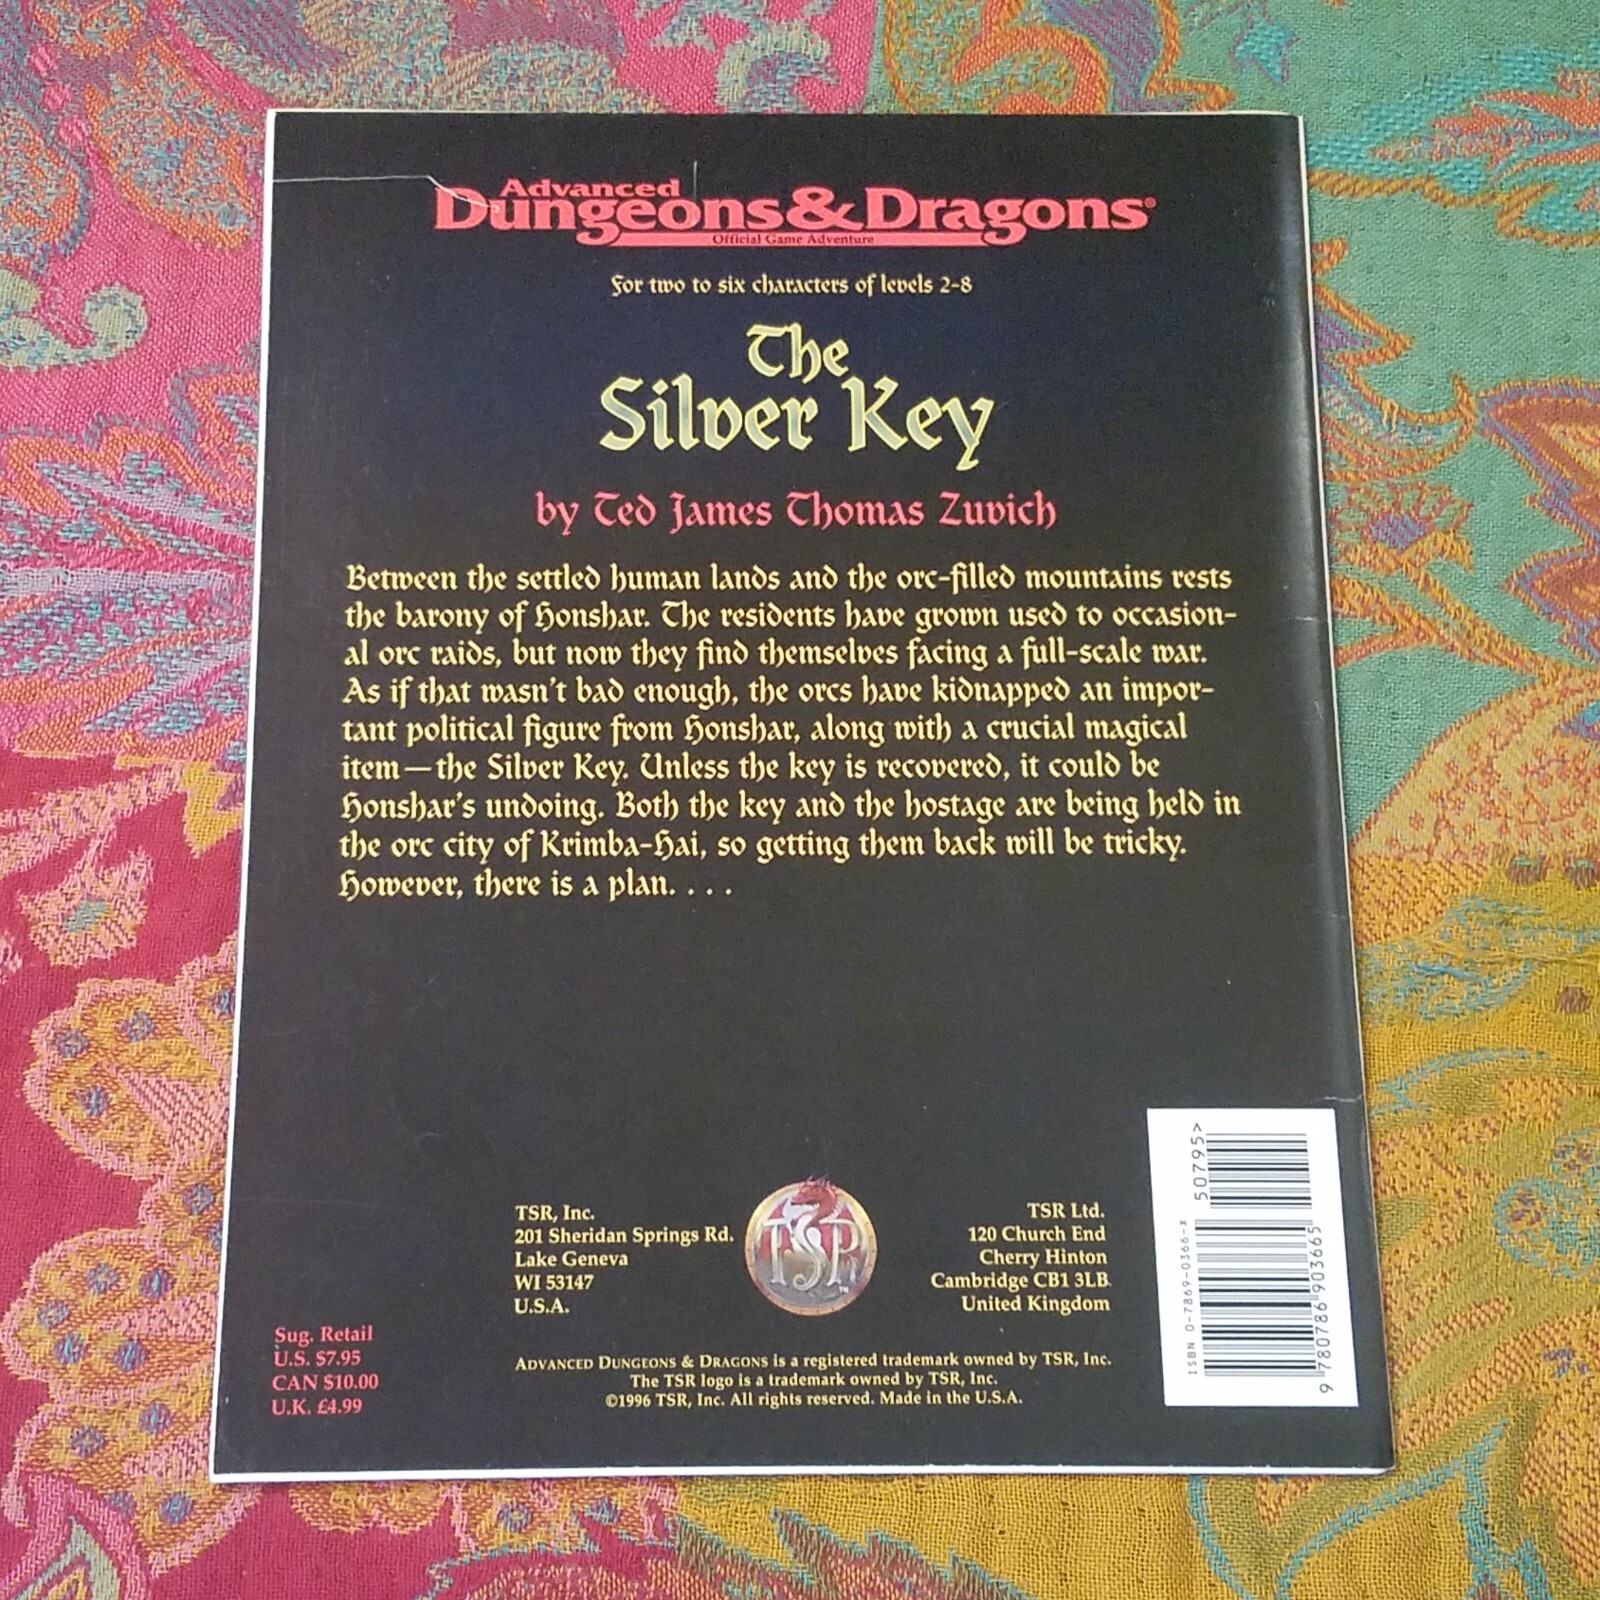 Advanced
Dungeons & Dragons®
Official Game Adventure
For two to six characters of levels 2-8
The
Silver Key
by Ted James Thomas Zuvich
Between the settled human lands and the orc-filled mountains rests
the barony of Honshar. The residents have grown used to occasion-
al orc raids, but now they find themselves facing a full-scale war.
As if that wasn't bad enough, the orcs have kidnapped an impor-
tant political figure from Honshar, along with a crucial magical
item—the Silver Key. Unless the key is recovered, it could be
Honshar's undoing. Both the key and the hostage are being held in
the orc city of Krimba-Hai, so getting them back will be tricky.
However, there is a plan. . . .
TSR, Inc.
201 Sheridan Springs Rd.
Lake Geneva
WI 53147
U.S.A.
TSR™
TSR Ltd.
120 Church End
Cherry Hinton
Cambridge CB1 3LB
United Kingdom
Sug. Retail
U.S. $7.95
CAN $10.00
U.K. £4.99
ADVANCED DUNGEONS & DRAGONS is a registered trademark owned by TSR, Inc.
The TSR logo is a trademark owned by TSR, Inc.
©1996 TSR, Inc. All rights reserved. Made in the U.S.A.
ISBN 0-7869-0366-X
50795>
9 780786 903665